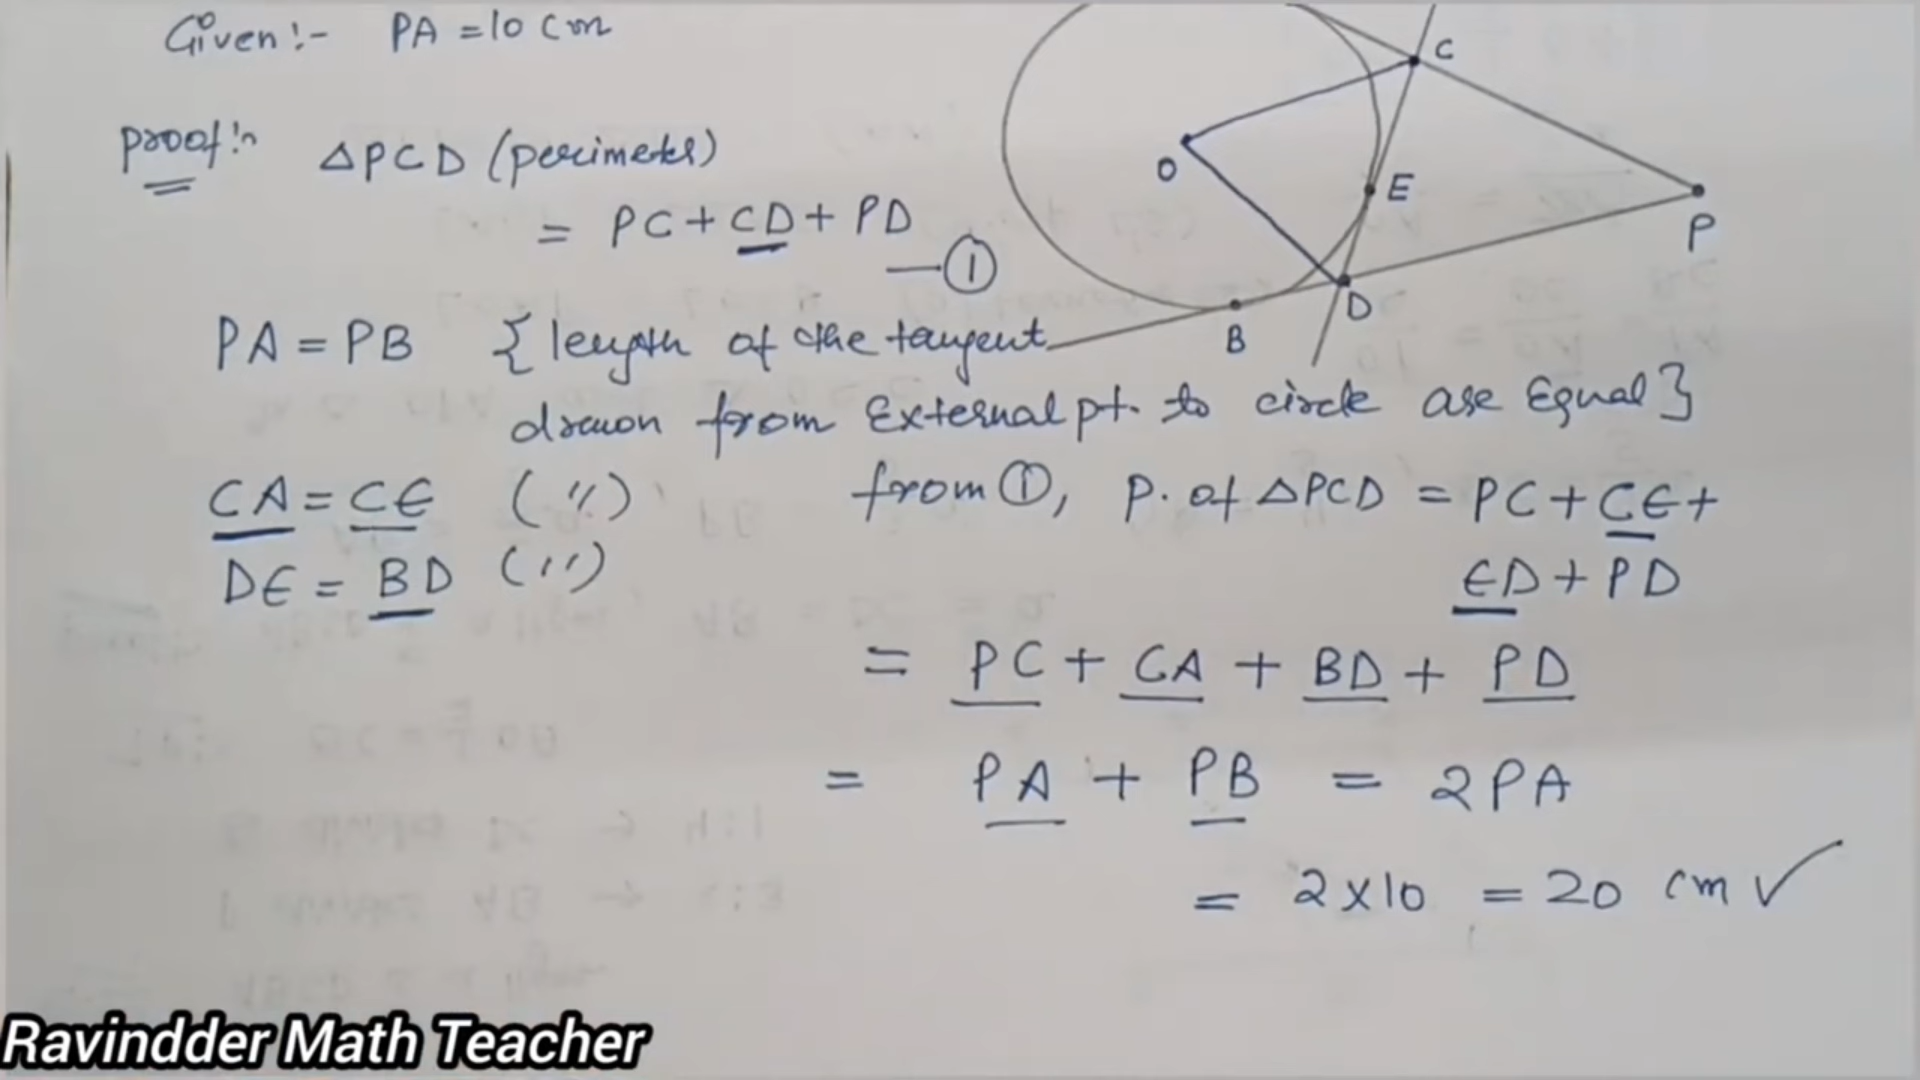 Given :- PA = 10 cm
C
Proof :- △PCD (perimeter)
O
E
P
= PC + CD + PD
— ①
D
B
PA = PB { length of the tangent
drawn from External pt. to circle are Equal }
CA = CE ( '' )
from ①, P. of △PCD = PC + CE +
DE = BD ( '' )
ED + PD
= PC + CA + BD + PD
= PA + PB = 2PA
= 2×10 = 20 cm ✓
Ravindder Math Teacher